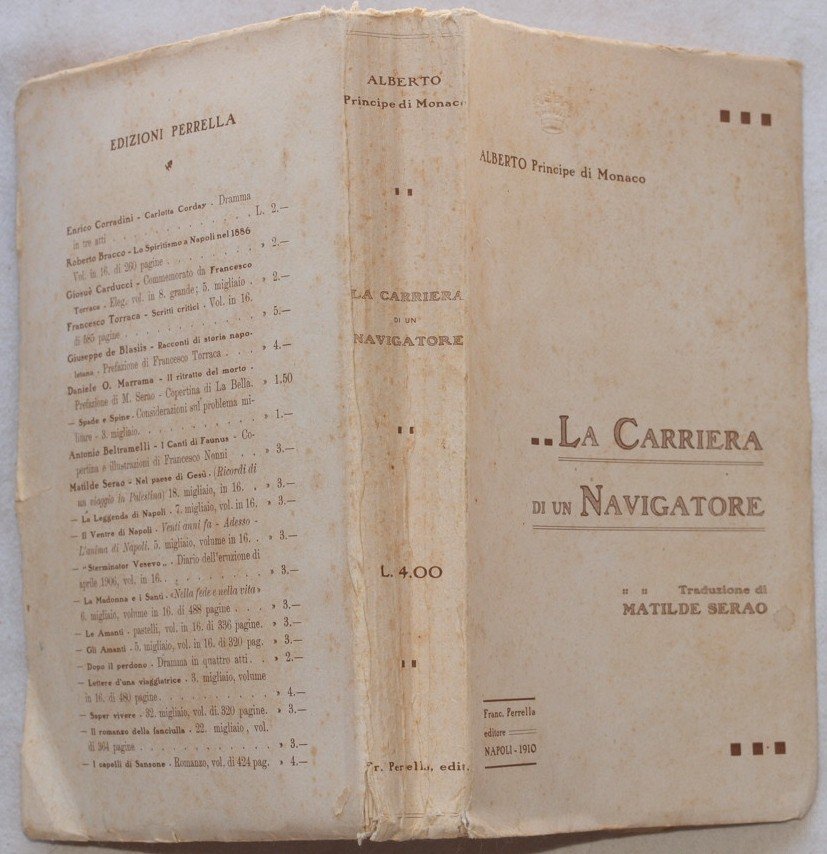 EDIZIONI PERRELLA
Enrico Corradini - Carlotta Corday . Dramma
in tre atti . . . . . . . . . . . . L. 2.—
Roberto Bracco - Lo Spiritismo a Napoli nel 1886
Vol. in 16. di 260 pagine . . . . . . . . » 2.—
Giosuè Carducci - Commemorato da Francesco
Torraca . Eleg. vol. in 8. grande; 5. migliaio . » 2.—
Francesco Torraca - Scritti critici . Vol. in 16.
di 585 pagine . . . . . . . . . . . » 5.—
Giuseppe de Blasiis - Racconti di storia napo-
letana . Prefazione di Francesco Torraca . . . » 4.—
Daniele O. Marrama - Il ritratto del morto .
Prefazione di M. Serao - Copertina di La Bella. » 1.50
— Spade e Spine . Considerazioni sul problema mi-
litare - 3. migliaio. . . . . . . . . . » 1.—
Antonio Beltramelli - I Canti di Faunus - Co-
pertina e illustrazioni di Francesco Nonni . . . » 3.—
Matilde Serao - Nel paese di Gesù . (Ricordi di
un viaggio in Palestina) 18. migliaio, in 16. . » 3.—
— La Leggenda di Napoli . 7. migliaio, vol. in 16. » 3.—
— Il Ventre di Napoli . Venti anni fa - Adesso -
L'anima di Napoli. 5. migliaio, volume in 16. . » 3.—
— "Sterminator Vesevo„ . Diario dell'eruzione di
aprile 1906, vol. in 16. . . . . . . . . » 3.—
— La Madonna e i Santi . «Nella fede e nella vita»
6. migliaio, volume in 16. di 488 pagine . . . » 3.—
— Le Amanti . pastelli, vol. in 16. di 336 pagine. » 3.—
— Gli Amanti . 5. migliaio, vol. in 16. di 320 pag. » 3.—
— Dopo il perdono . Dramma in quattro atti . . » 2.—
— Lettere d'una viaggiatrice . 3. migliaio, volume
in 16. di 480 pagine. . . . . . . . . . » 4.—
— Saper vivere . 32. migliaio, vol. di 320 pagine. » 3.—
— Il romanzo della fanciulla . 22. migliaio , vol.
di 364 pagine . . . . . . . . . . . » 3.—
— I capelli di Sansone . Romanzo, vol. di 424 pag. » 4.—
ALBERTO
Principe di Monaco
LA CARRIERA
DI UN
NAVIGATORE
L. 4.00
Fr. Perrella, edit.
ALBERTO Principe di Monaco
LA CARRIERA
DI UN NAVIGATORE
" " Traduzione di
MATILDE SERAO
Franc. Perrella
editore
NAPOLI - 1910